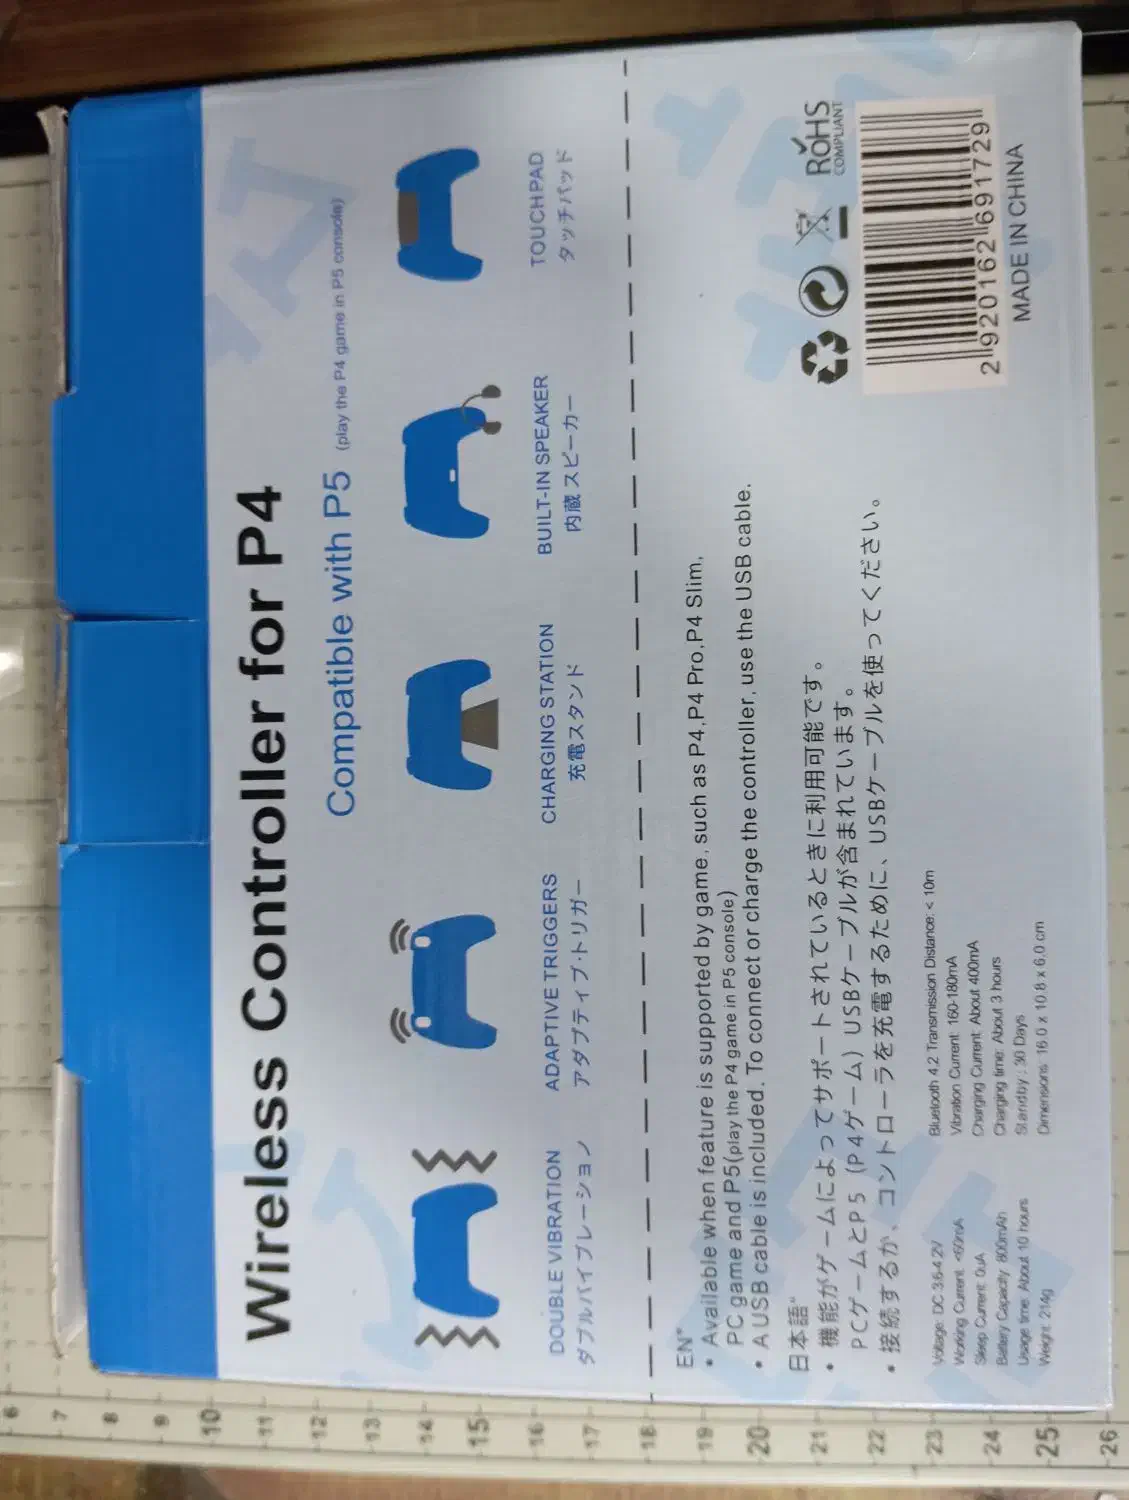 Wireless Controller for P4
Compatible with P5 (play the P4 game in P5 console)
DOUBLE VIBRATION
ダブルバイブレーション
ADAPTIVE TRIGGERS
アダプティブ·トリガー
CHARGING STATION
充電スタンド
BUILT-IN SPEAKER
内蔵 スピーカー
TOUCHPAD
タッチパッド
EN"
• Available when feature is supported by game, such as P4,P4 Pro,P4 Slim,
PC game and P5(play the P4 game in P5 console)
• A USB cable is included. To connect or charge the controller, use the USB cable.
日本語"
• 機能がゲームによってサポートされているときに利用可能です。
PCゲームとP5（P4ゲーム）USBケーブルが含まれています。
• 接続するか、コントローラを充電するために、USBケーブルを使ってください。
Voltage: DC 3.6-4.2V
Working Current: <60mA
Sleep Current: 0uA
Battery Capacity: 800mAh
Usage time: About 10 hours
Weight: 214g
Bluetooth 4.2 Transmission Distance: < 10m
Vibration Current: 160-180mA
Charging Current: About 400mA
Charging time: About 3 hours
Standby : 30 Days
Dimensions: 16.0 x 10.8 x 6.0 cm
RoHS
COMPLIANT
2 920162 691729
MADE IN CHINA
6
7
8
9
10
11
12
13
14
15
16
17
18
19
20
21
22
23
24
25
26